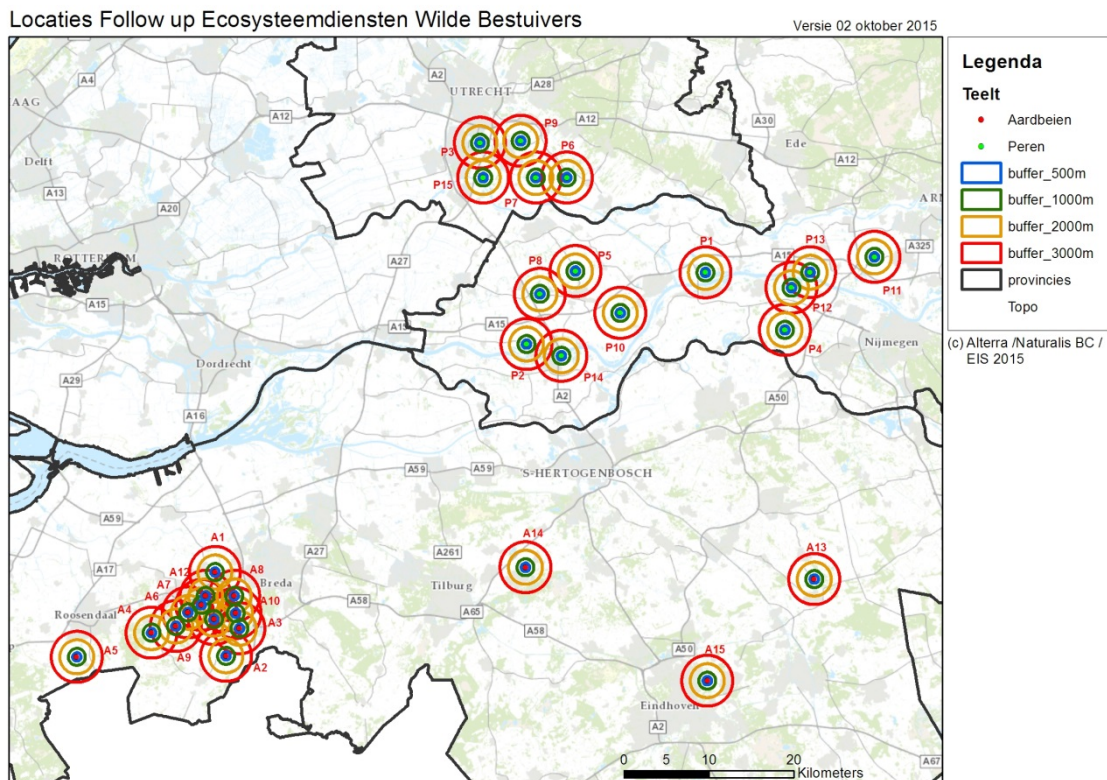 Locaties Follow up Ecosysteemdiensten Wilde Bestuivers
Versie 02 oktober 2015
Legenda
Teelt
Aardbeien
Peren
buffer_500m
buffer_1000m
buffer_2000m
buffer_3000m
provincies
Topo
(c) Alterra /Naturalis BC /
EIS 2015
A4
A2
UTRECHT
A28
AAG
A12
P9
A12
A30
Ede
P3
P6
A12
Delft
A13
P15
P7
A20
ROTTERDAM
A27
P8
P5
P1
A15
P13
A325
P11
A15
A15
A15
P12
P10
P4
Nijmegen
Dordrecht
P2
P14
A29
A2
A50
A16
A59
A59
'S-HERTOGENBOSCH
A59
A1
A27
A261
A14
A13
A17
A12
A8
Breda
A7
A6
A10
Tilburg
A58
A4
Roosendaal
A3
A65
A5
A9
A2
A58
A50
A15
Eindhoven
A2
A67
0
5
10
20
Kilometers